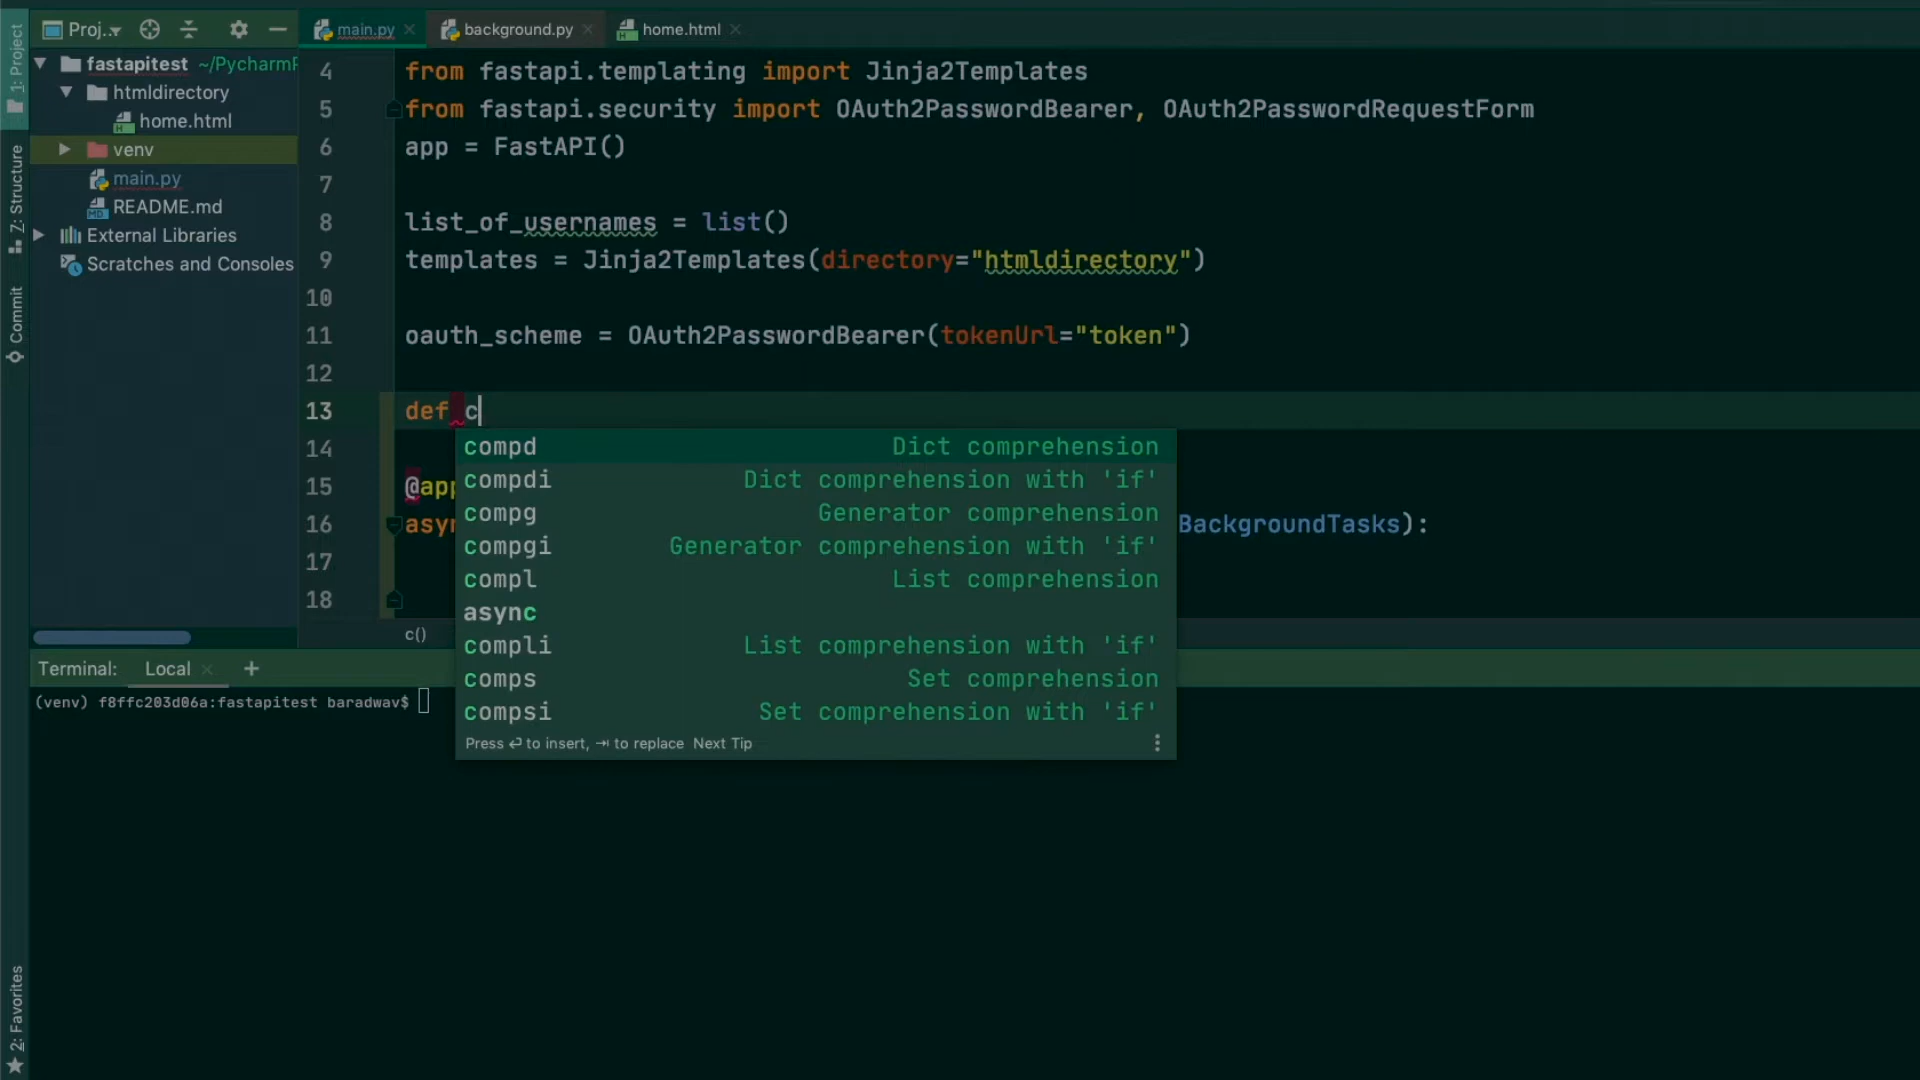 1: Project
Z: Structure
Commit
2: Favorites
Proj..
fastapitest ~/PycharmP
htmldirectory
home.html
venv
main.py
README.md
External Libraries
Scratches and Consoles
main.py
background.py
home.html
4 from fastapi.templating import Jinja2Templates
5 from fastapi.security import OAuth2PasswordBearer, OAuth2PasswordRequestForm
6 app = FastAPI()
7
8 list_of_usernames = list()
9 templates = Jinja2Templates(directory="htmldirectory")
10
11 oauth_scheme = OAuth2PasswordBearer(tokenUrl="token")
12
13 def c
14
15 @app
16 asyn BackgroundTasks):
17
18
compd Dict comprehension
compdi Dict comprehension with 'if'
compg Generator comprehension
compgi Generator comprehension with 'if'
compl List comprehension
async
compli List comprehension with 'if'
comps Set comprehension
compsi Set comprehension with 'if'
Press ↵ to insert, ⇥ to replace Next Tip
c()
Terminal: Local +
(venv) f8ffc203d06a:fastapitest baradwav$